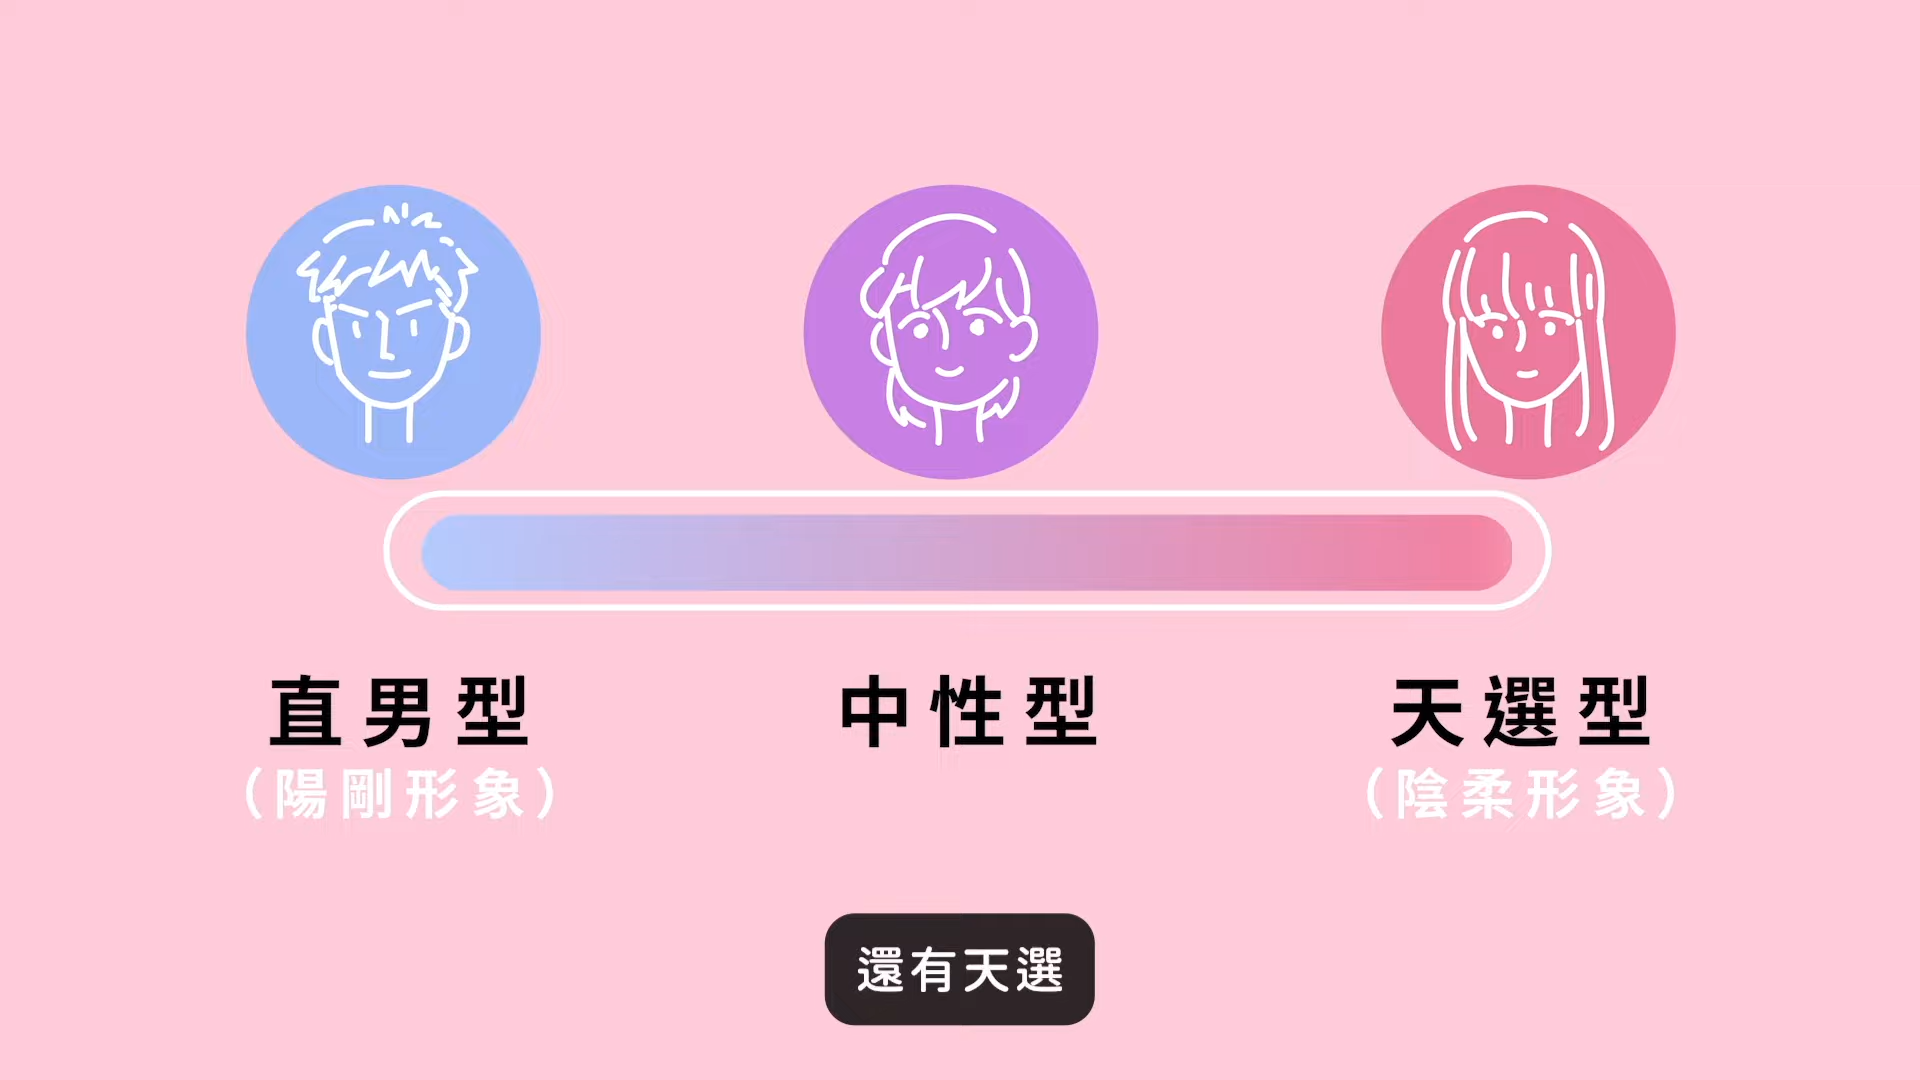 直男型
中性型
天選型
(陽剛形象)
(陰柔形象)
還有天選